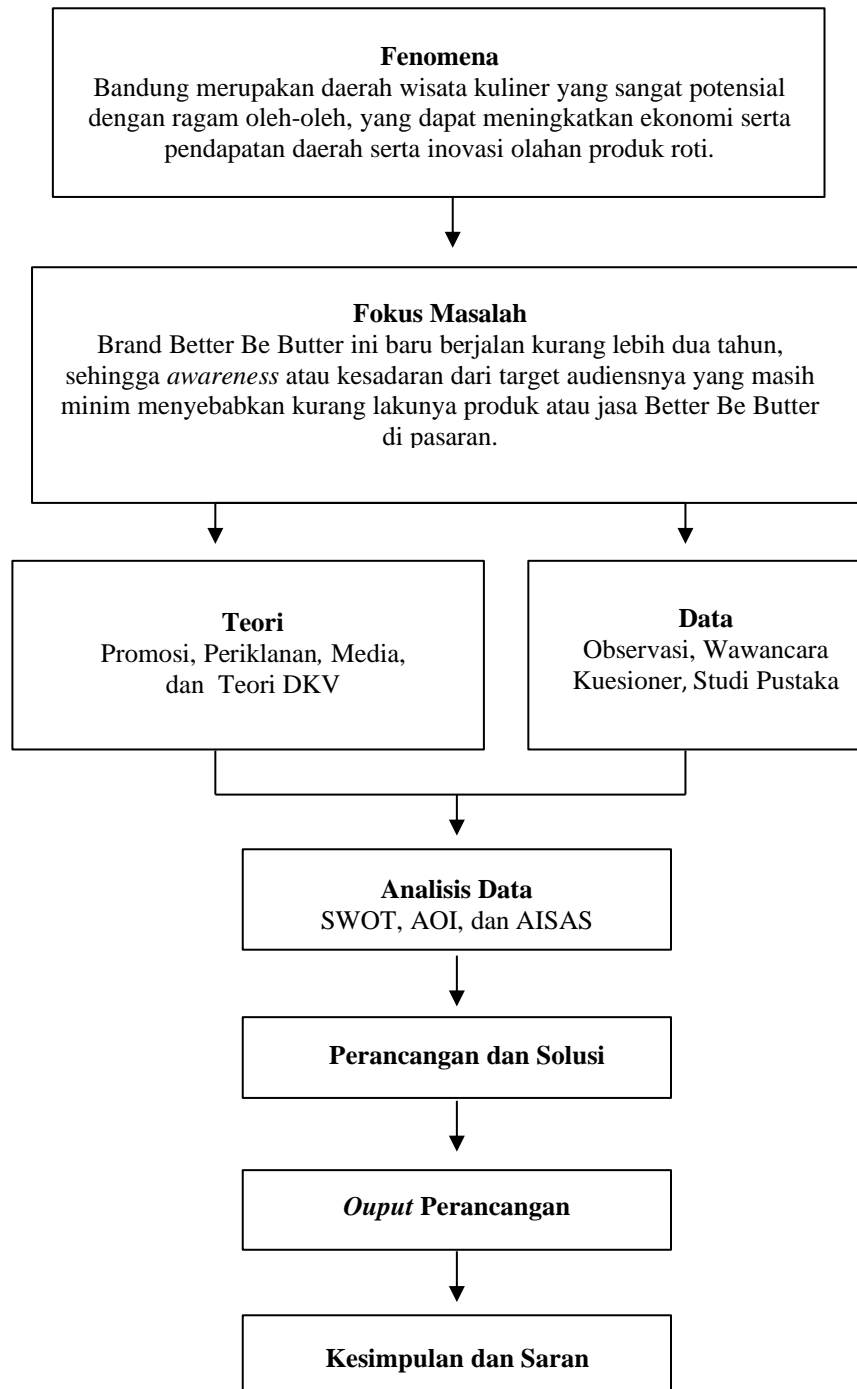 Fenomena
Bandung merupakan daerah wisata kuliner yang sangat potensial
dengan ragam oleh-oleh, yang dapat meningkatkan ekonomi serta
pendapatan daerah serta inovasi olahan produk roti.
Fokus Masalah
Brand Better Be Butter ini baru berjalan kurang lebih dua tahun,
sehingga awareness atau kesadaran dari target audiensnya yang masih
minim menyebabkan kurang lakunya produk atau jasa Better Be Butter
di pasaran.
Teori
Promosi, Periklanan, Media,
dan Teori DKV
Data
Observasi, Wawancara
Kuesioner, Studi Pustaka
Analisis Data
SWOT, AOI, dan AISAS
Perancangan dan Solusi
Ouput Perancangan
Kesimpulan dan Saran